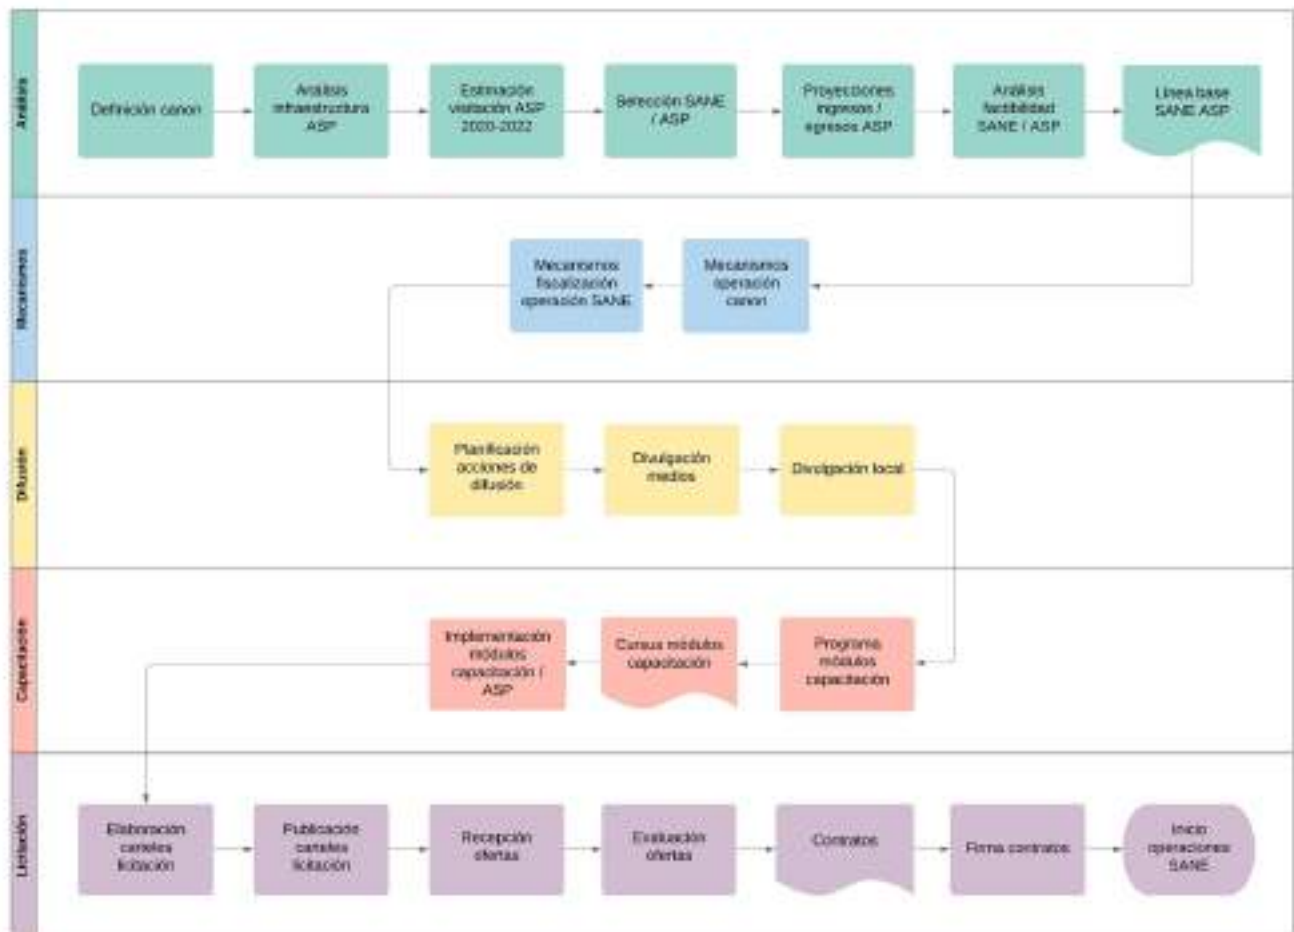 Análisis
Definición canon
Análisis
infraestructura
ASP
Estimación
visitación ASP
2020-2022
Selección SANE
/ ASP
Proyecciones
ingresos /
egresos ASP
Análisis
factibilidad
SANE / ASP
Línea base
SANE ASP
Mecanismos
Mecanismos
fiscalización
operación SANE
Mecanismos
operación
canon
Difusión
Planificación
acciones de
difusión
Divulgación
medios
Divulgación local
Capacitación
Implementación
módulos
capacitación /
ASP
Cursus módulos
capacitación
Programa
módulos
capacitación
Licitación
Elaboración
carteles
licitación
Publicación
carteles
licitación
Recepción
ofertas
Evaluación
ofertas
Contratos
Firma contratos
Inicio
operaciones
SANE